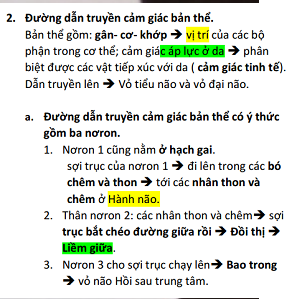 2. Đường dẫn truyền cảm giác bản thể.
Bản thể gồm: gân- cơ- khớp ➔ vị trí của các bộ
phận trong cơ thể; cảm giác áp lực ở da ➔ phân
biệt được các vật tiếp xúc với da ( cảm giác tinh tế).
Dẫn truyền lên ➔ Vỏ tiểu não và vỏ đại não.
a. Đường dẫn truyền cảm giác bản thể có ý thức
gồm ba nơron.
1. Nơron 1 cũng nằm ở hạch gai.
sợi trục của nơron 1 ➔ đi lên trong các bó
chêm và thon ➔ tới các nhân thon và
chêm ở Hành não.
2. Thân nơron 2: các nhân thon và chêm➔ sợi
trục bắt chéo đường giữa rồi ➔ Đồi thị ➔
Liềm giữa.
3. Nơron 3 cho sợi trục chạy lên➔ Bao trong
➔ vỏ não Hồi sau trung tâm.